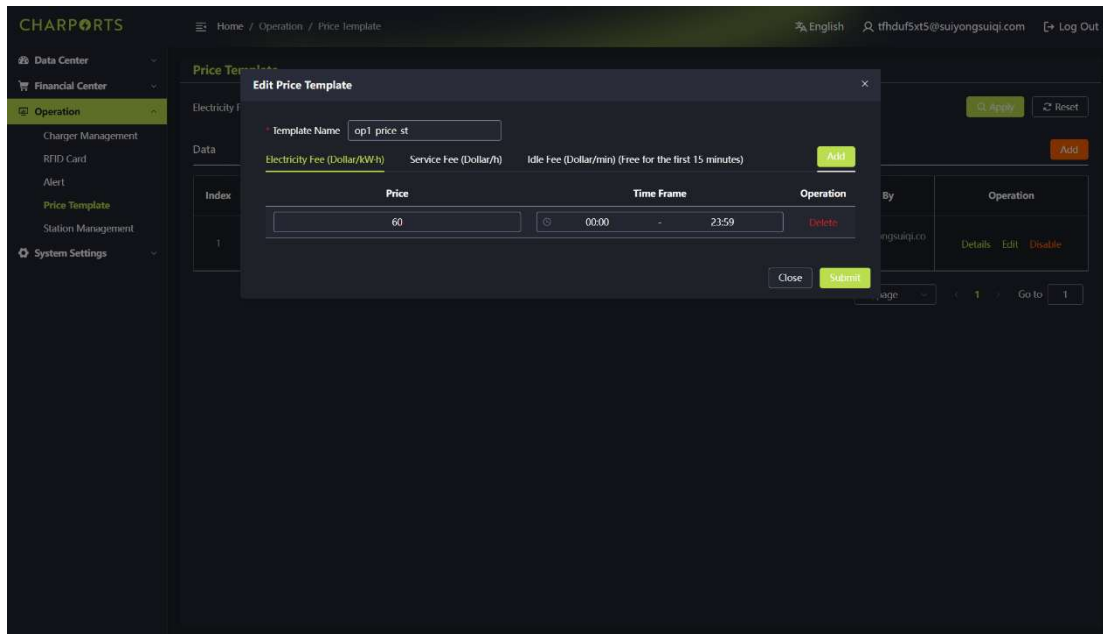 CHARPORTS
Home / Operation / Price Template
English
tfhduf5xt5@suiyongsuiqi.com
Log Out
Data Center
Financial Center
Operation
Charger Management
RFID Card
Alert
Price Template
Station Management
System Settings
Price Template
Electricity F
Apply
Reset
Data
Add
Index
By
Operation
1
ngsuiqi.co
Details Edit Disable
page
1
Go to 1
Edit Price Template
* Template Name op1 price st
Electricity Fee (Dollar/kW·h) Service Fee (Dollar/h) Idle Fee (Dollar/min) (Free for the first 15 minutes)
Add
Price Time Frame Operation
60 00:00 - 23:59 Delete
Close Submit